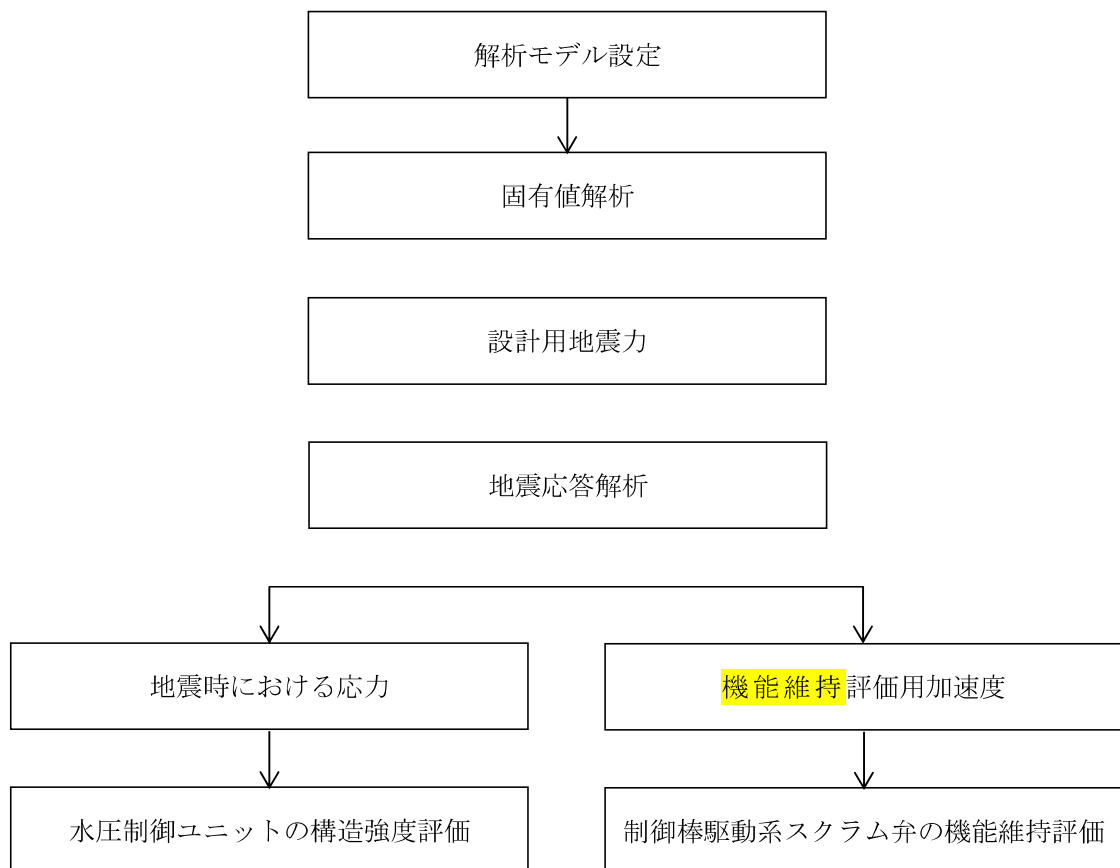 解析モデル設定
固有値解析
設計用地震力
地震応答解析
地震時における応力
機能維持評価用加速度
水圧制御ユニットの構造強度評価
制御棒駆動系スクラム弁の機能維持評価